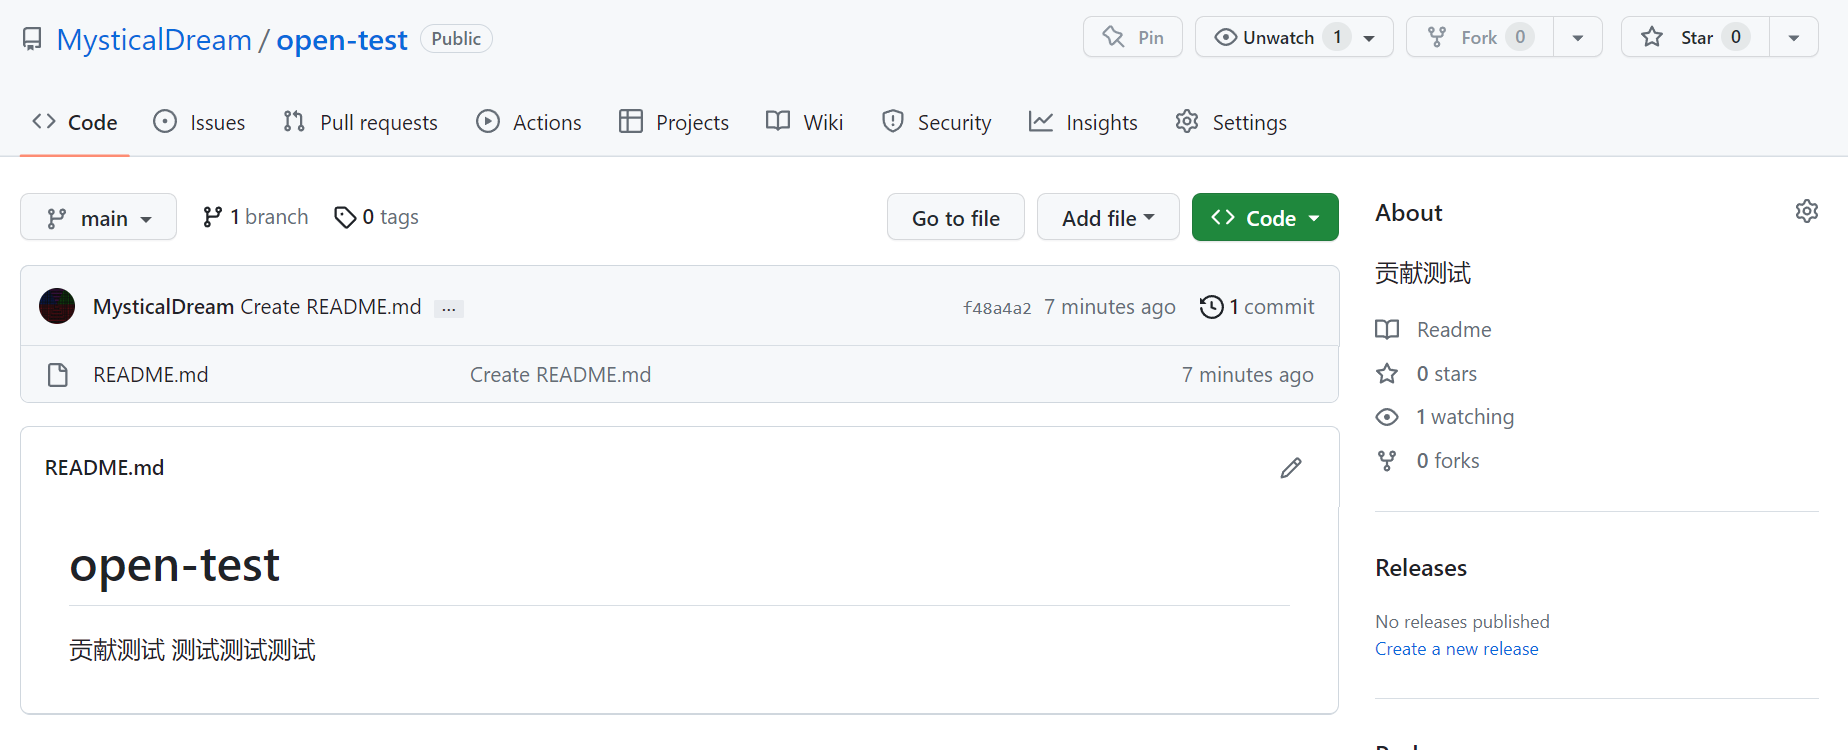 MysticalDream / open-test Public
Pin Unwatch 1 Fork 0 Star 0
Code Issues Pull requests Actions Projects Wiki Security Insights Settings
main 1 branch 0 tags Go to file Add file Code
MysticalDream Create README.md ... f48a4a2 7 minutes ago 1 commit
README.md Create README.md 7 minutes ago
README.md
open-test
贡献测试 测试测试测试
About
贡献测试
Readme
0 stars
1 watching
0 forks
Releases
No releases published
Create a new release